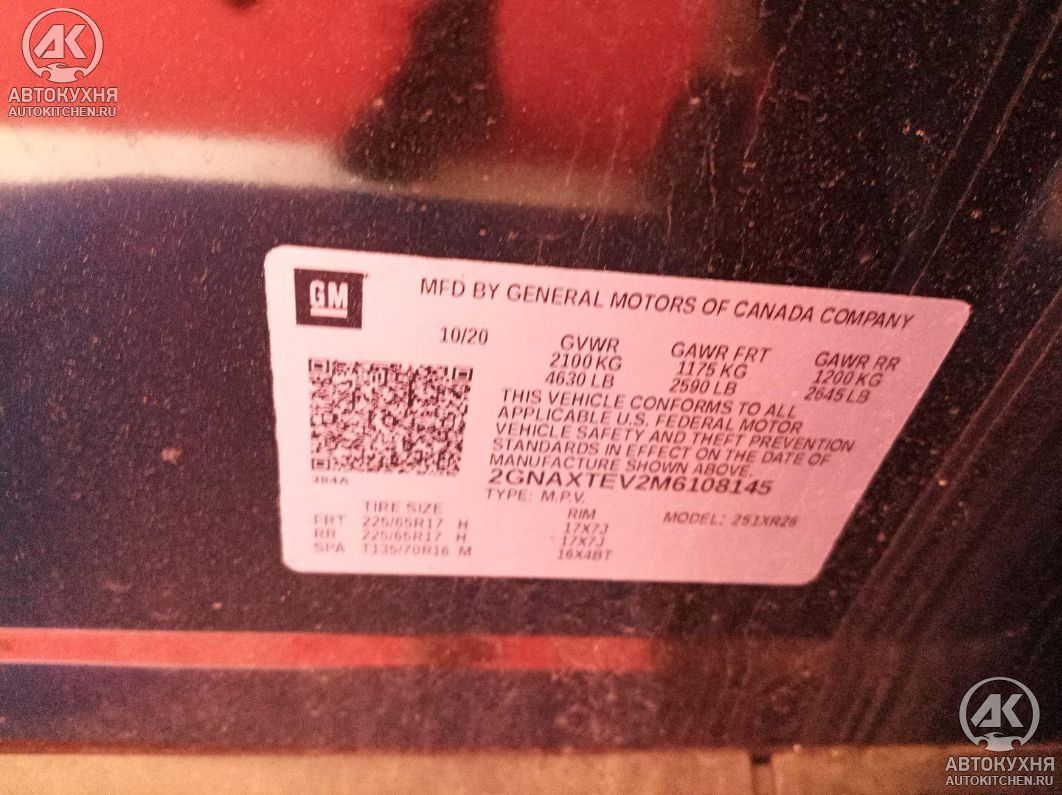 АК
АВТОКУХНЯ
AUTOKITCHEN.RU
GM
MFD BY GENERAL MOTORS OF CANADA COMPANY
10/20
GVWR GAWR FRT GAWR RR
2100 KG 1175 KG 1200 KG
4630 LB 2590 LB 2645 LB
THIS VEHICLE CONFORMS TO ALL
APPLICABLE U.S. FEDERAL MOTOR
VEHICLE SAFETY AND THEFT PREVENTION
STANDARDS IN EFFECT ON THE DATE OF
MANUFACTURE SHOWN ABOVE.
2GNAXTEV2M6108145
TYPE: M.P.V.
MODEL: 251XR26
TIRE SIZE RIM
FRT 225/65R17 H 17X7J
RR 225/65R17 H 17X7J
SPA T135/70R16 M 16X4BT
АК
АВТОКУХНЯ
AUTOKITCHEN.RU